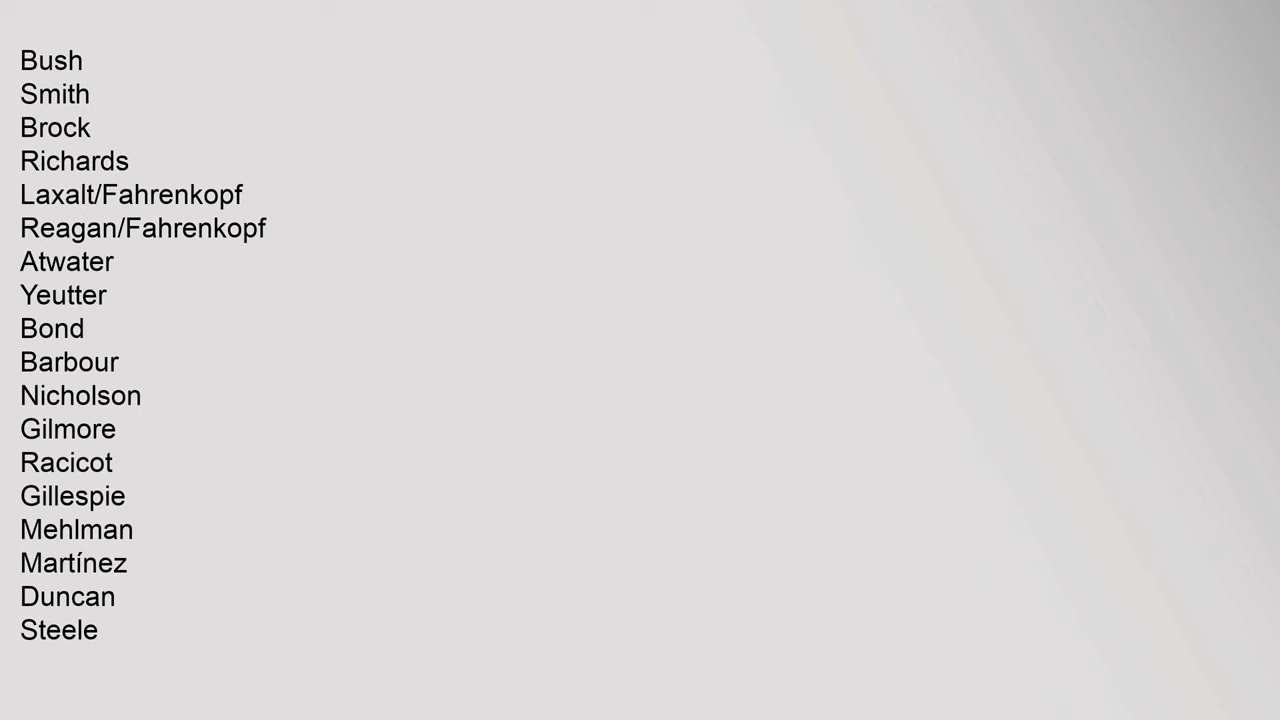 Bush
Smith
Brock
Richards
Laxalt/Fahrenkopf
Reagan/Fahrenkopf
Atwater
Yeutter
Bond
Barbour
Nicholson
Gilmore
Racicot
Gillespie
Mehlman
Martínez
Duncan
Steele